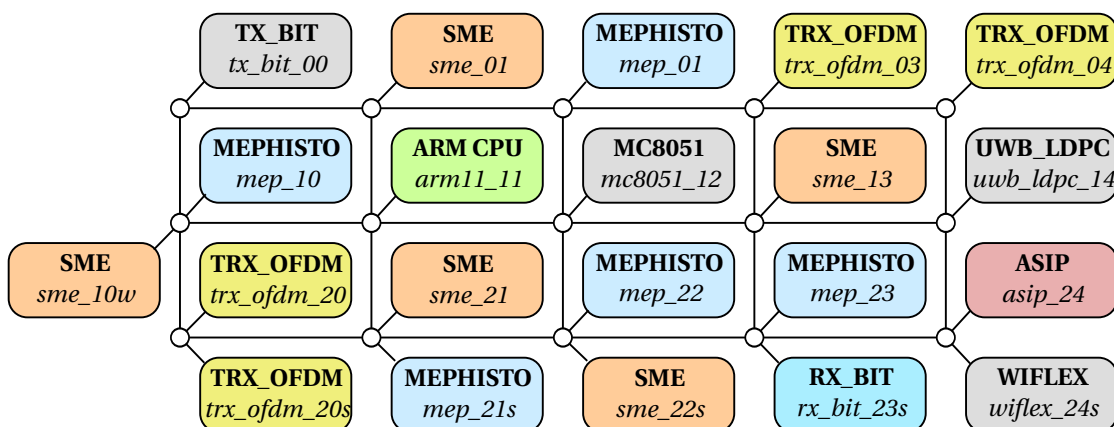 TX_BIT
tx_bit_00
SME
sme_01
MEPHISTO
mep_01
TRX_OFDM
trx_ofdm_03
TRX_OFDM
trx_ofdm_04
MEPHISTO
mep_10
ARM CPU
arm11_11
MC8051
mc8051_12
SME
sme_13
UWB_LDPC
uwb_ldpc_14
SME
sme_10w
TRX_OFDM
trx_ofdm_20
SME
sme_21
MEPHISTO
mep_22
MEPHISTO
mep_23
ASIP
asip_24
TRX_OFDM
trx_ofdm_20s
MEPHISTO
mep_21s
SME
sme_22s
RX_BIT
rx_bit_23s
WIFLEX
wiflex_24s